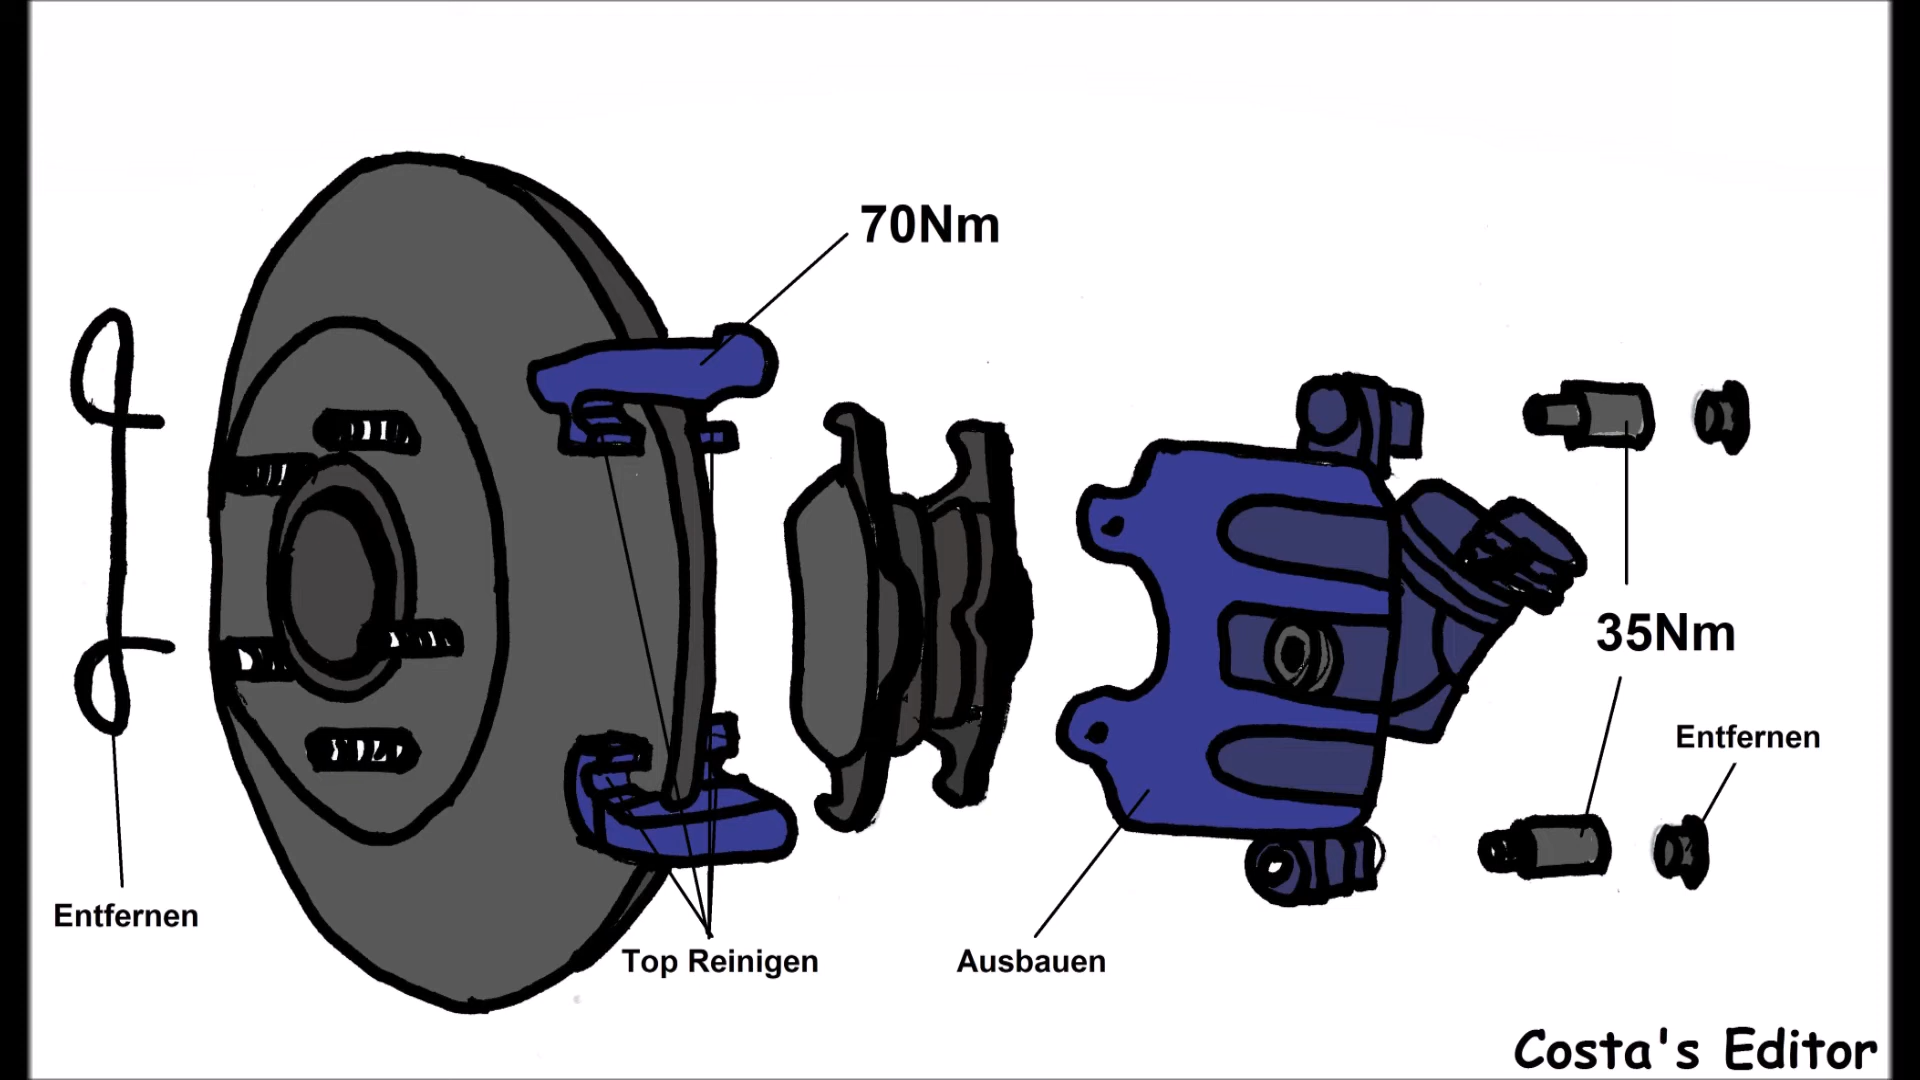 70Nm
35Nm
Entfernen
Entfernen
Top Reinigen
Ausbauen
Costa's Editor